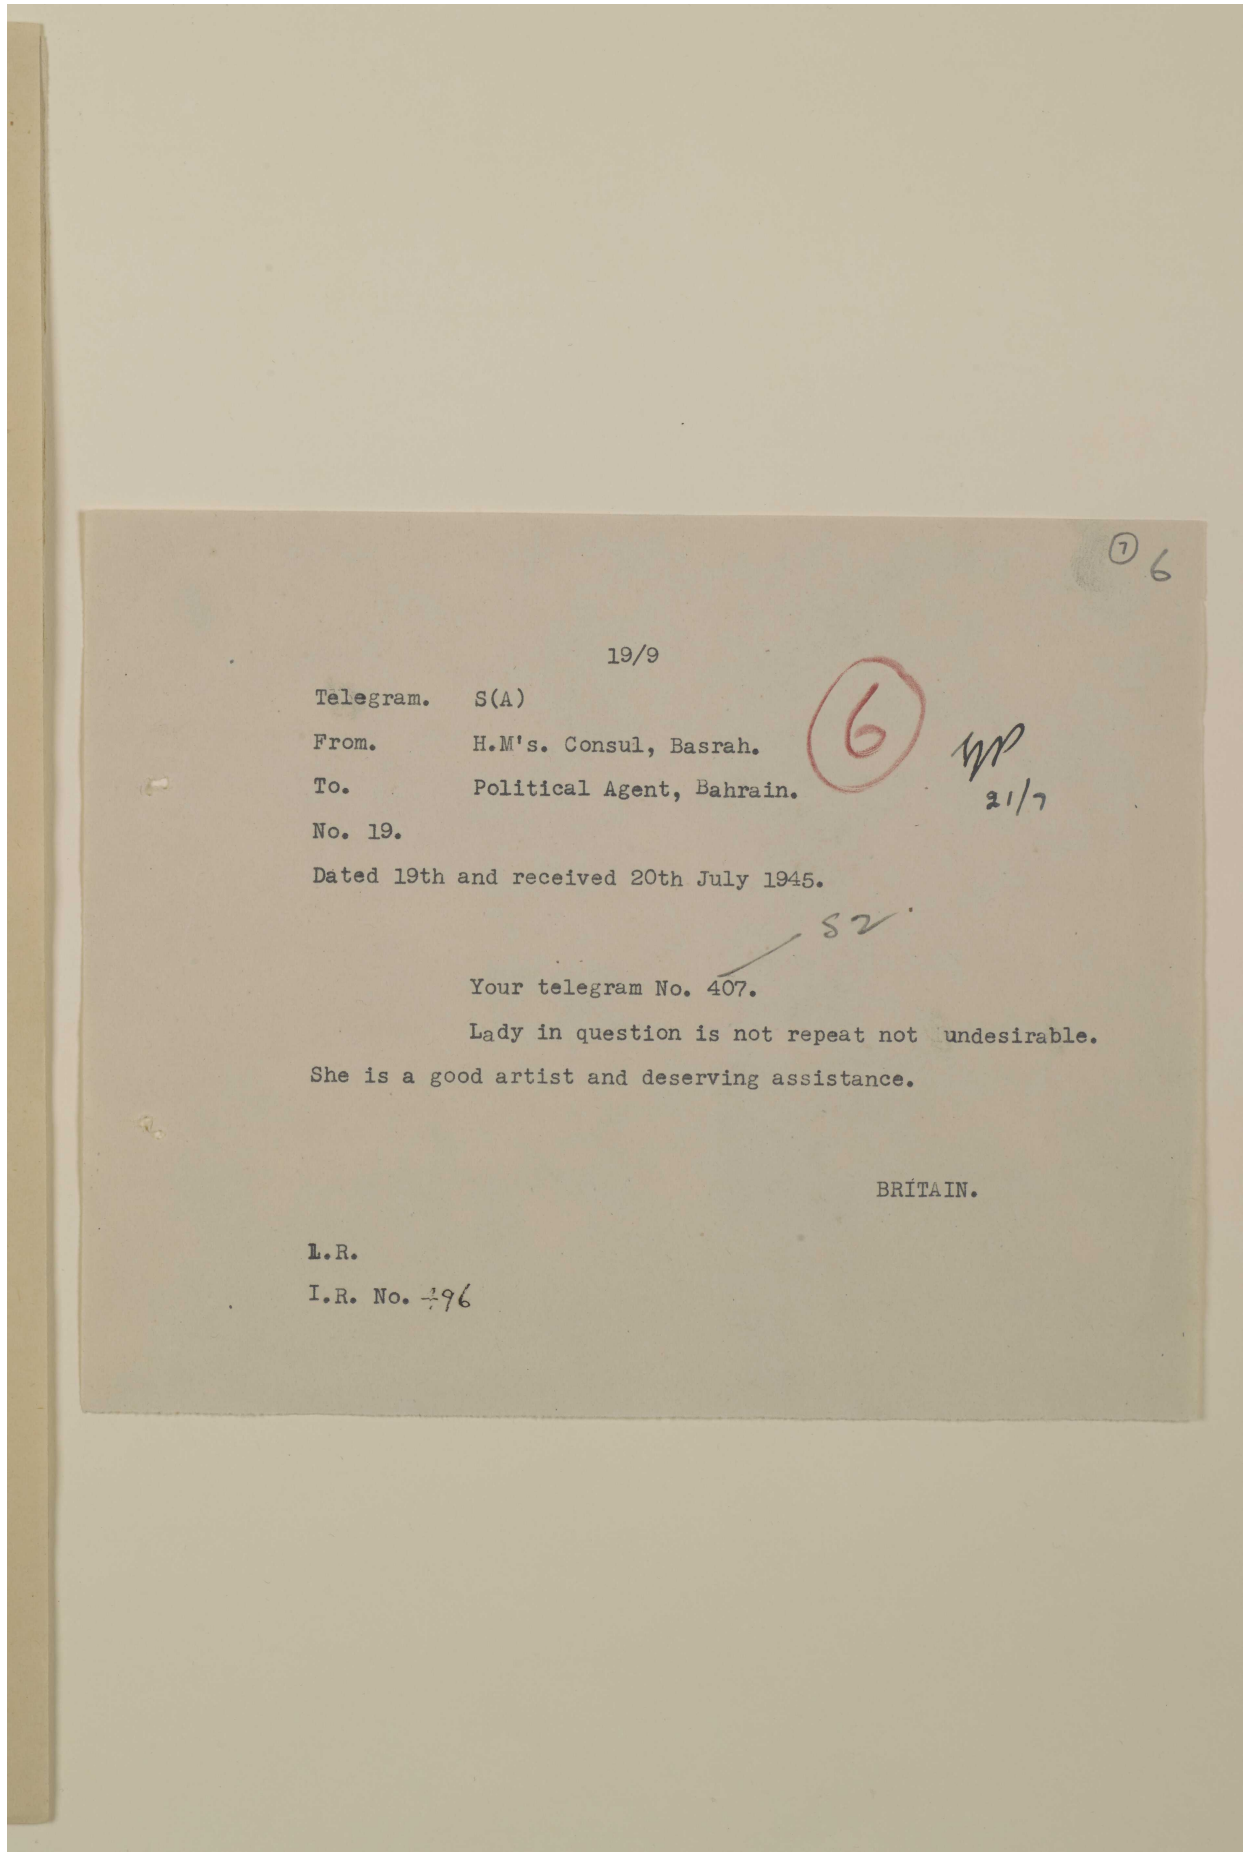 7 6
19/9
Telegram. S(A)
6
From. H.M's. Consul, Basrah.
To. Political Agent, Bahrain.
21/7
No. 19.
Dated 19th and received 20th July 1945.
S2.
Your telegram No. 407.
Lady in question is not repeat not undesirable.
She is a good artist and deserving assistance.
BRITAIN.
L.R.
I.R. No. 496